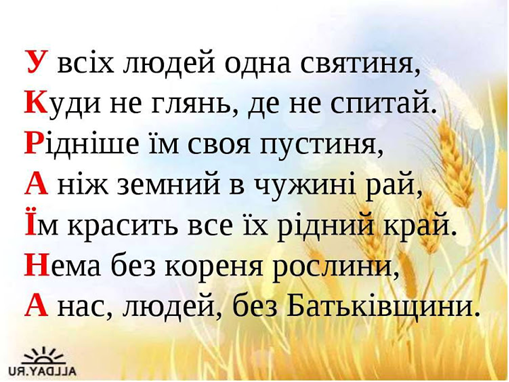 У всіх людей одна святиня,
Куди не глянь, де не спитай.
Рідніше їм своя пустиня,
А ніж земний в чужині рай,
Їм красить все їх рідний край.
Нема без кореня рослини,
А нас, людей, без Батьківщини.
ALLDAY.RU